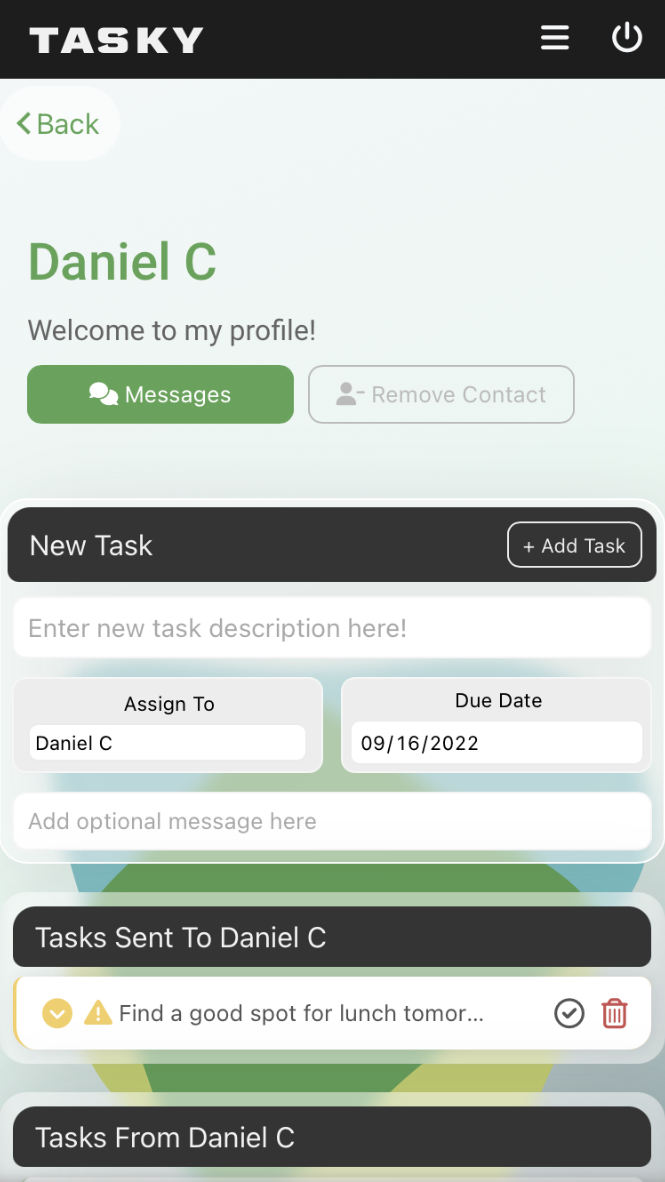 TASKY
Back
Daniel C
Welcome to my profile!
Messages
Remove Contact
New Task
+ Add Task
Enter new task description here!
Assign To
Due Date
Daniel C
09/16/2022
Add optional message here
Tasks Sent To Daniel C
Find a good spot for lunch tomor...
Tasks From Daniel C